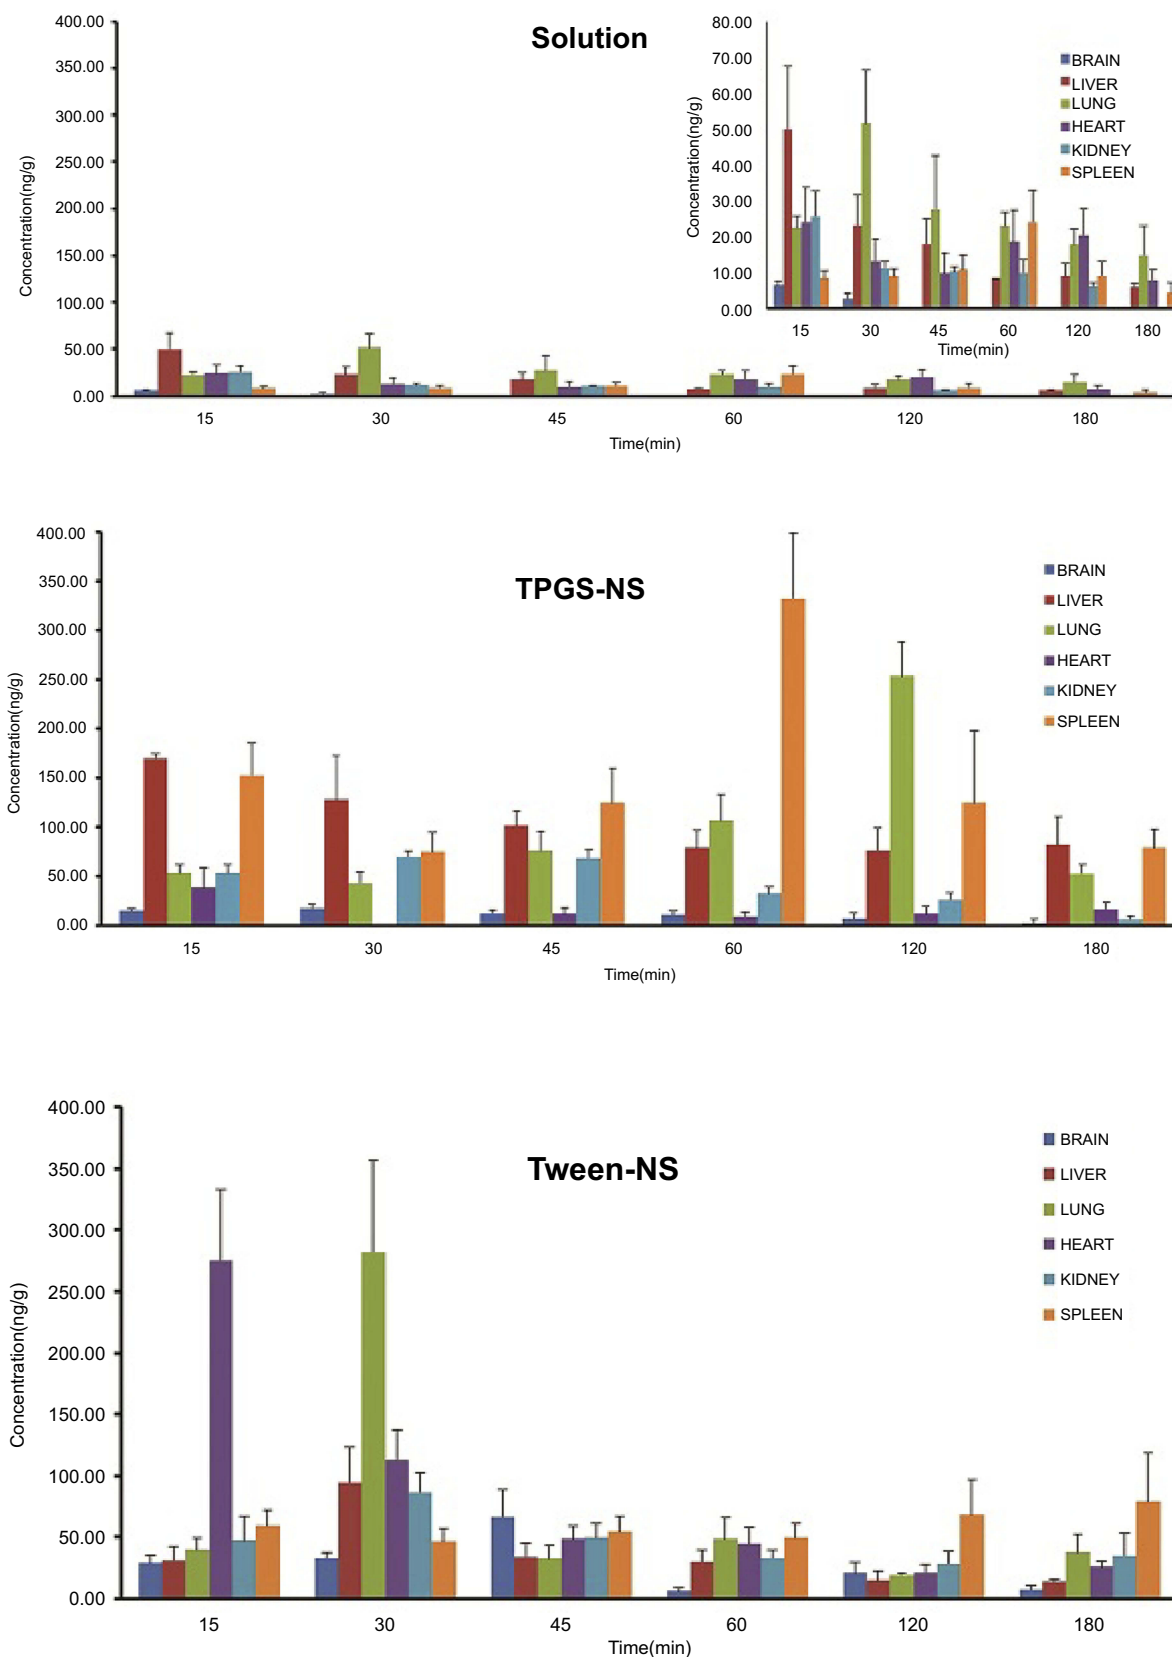 Solution
Concentration(ng/g)
400.00
350.00
300.00
250.00
200.00
150.00
100.00
50.00
0.00
15 30 45 60 120 180
Time(min)
Concentration(ng/g)
80.00
70.00
60.00
50.00
40.00
30.00
20.00
10.00
0.00
15 30 45 60 120 180
Time(min)
BRAIN
LIVER
LUNG
HEART
KIDNEY
SPLEEN
TPGS-NS
Concentration(ng/g)
400.00
350.00
300.00
250.00
200.00
150.00
100.00
50.00
0.00
15 30 45 60 120 180
Time(min)
BRAIN
LIVER
LUNG
HEART
KIDNEY
SPLEEN
Tween-NS
Concentration(ng/g)
400.00
350.00
300.00
250.00
200.00
150.00
100.00
50.00
0.00
15 30 45 60 120 180
Time(min)
BRAIN
LIVER
LUNG
HEART
KIDNEY
SPLEEN